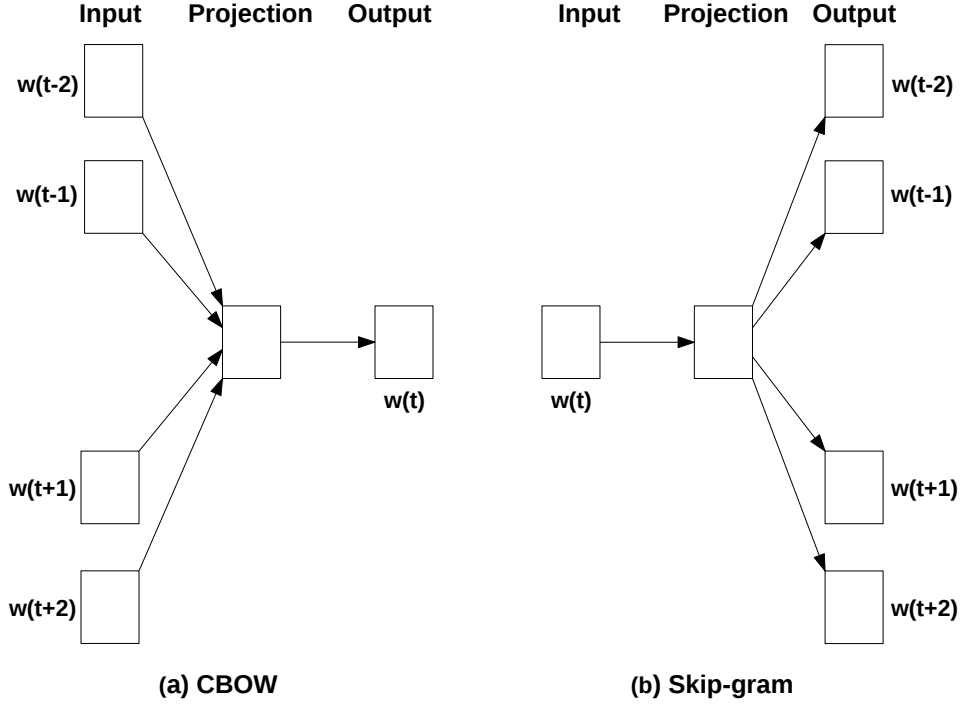 Input Projection Output Input Projection Output
w(t-2) w(t-2)
w(t-1) w(t-1)
w(t) w(t)
w(t+1) w(t+1)
w(t+2) w(t+2)
(a) CBOW (b) Skip-gram